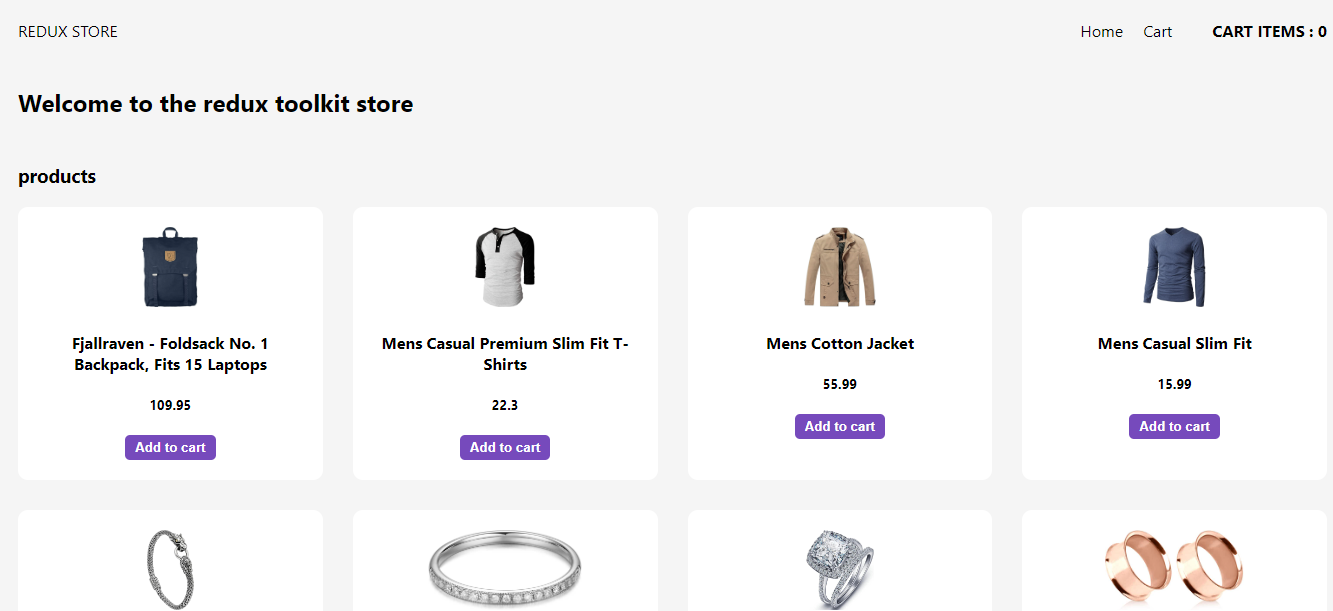 REDUX STORE
Home Cart CART ITEMS : 0
Welcome to the redux toolkit store
products
Fjallraven - Foldsack No. 1
Backpack, Fits 15 Laptops
109.95
Add to cart
Mens Casual Premium Slim Fit T-
Shirts
22.3
Add to cart
Mens Cotton Jacket
55.99
Add to cart
Mens Casual Slim Fit
15.99
Add to cart